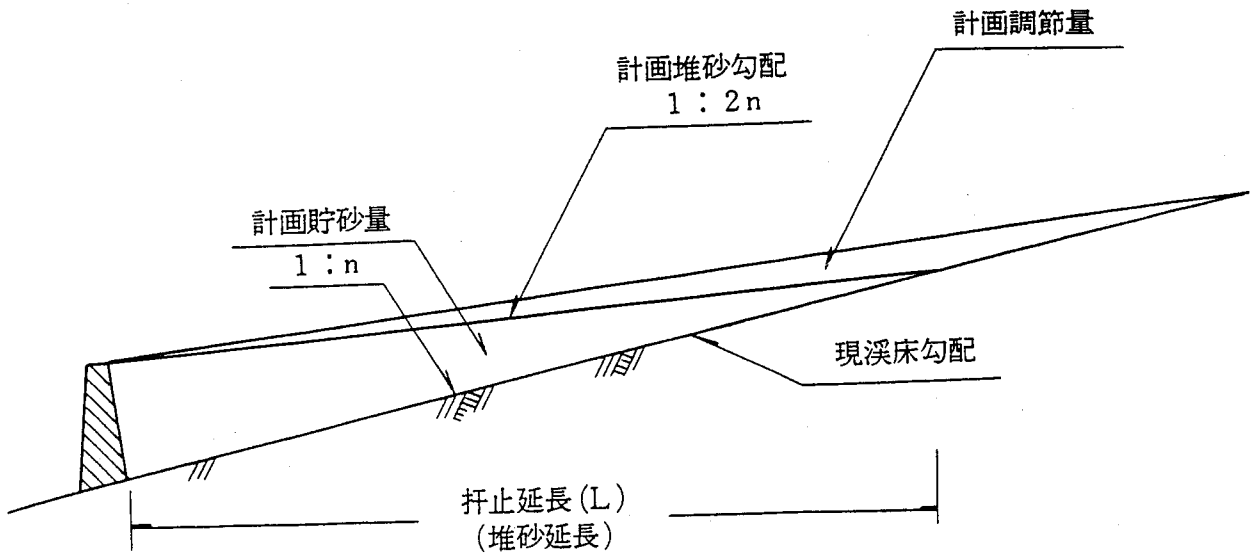 計画調節量
計画堆砂勾配
1:2n
計画貯砂量
1:n
現渓床勾配
扞止延長(L)
(堆砂延長)